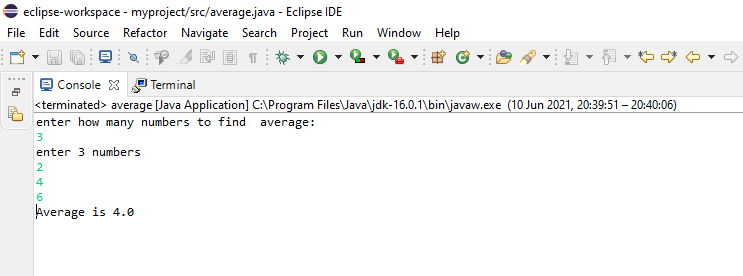 eclipse-workspace - myproject/src/average.java - Eclipse IDE
File Edit Source Refactor Navigate Search Project Run Window Help
Console Terminal
<terminated> average [Java Application] C:\Program Files\Java\jdk-16.0.1\bin\javaw.exe (10 Jun 2021, 20:39:51 – 20:40:06)
enter how many numbers to find  average:
3
enter 3 numbers
2
4
6
Average is 4.0